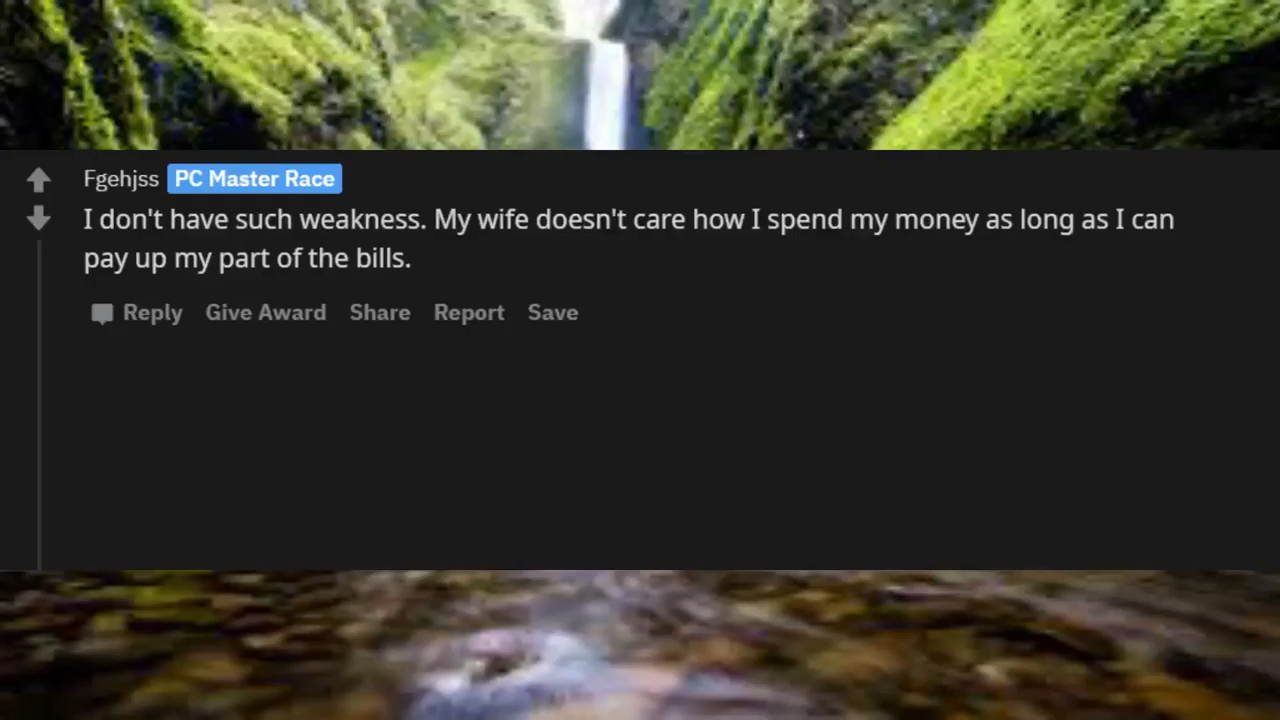 Fgehjss PC Master Race
I don't have such weakness. My wife doesn't care how I spend my money as long as I can
pay up my part of the bills.
Reply Give Award Share Report Save